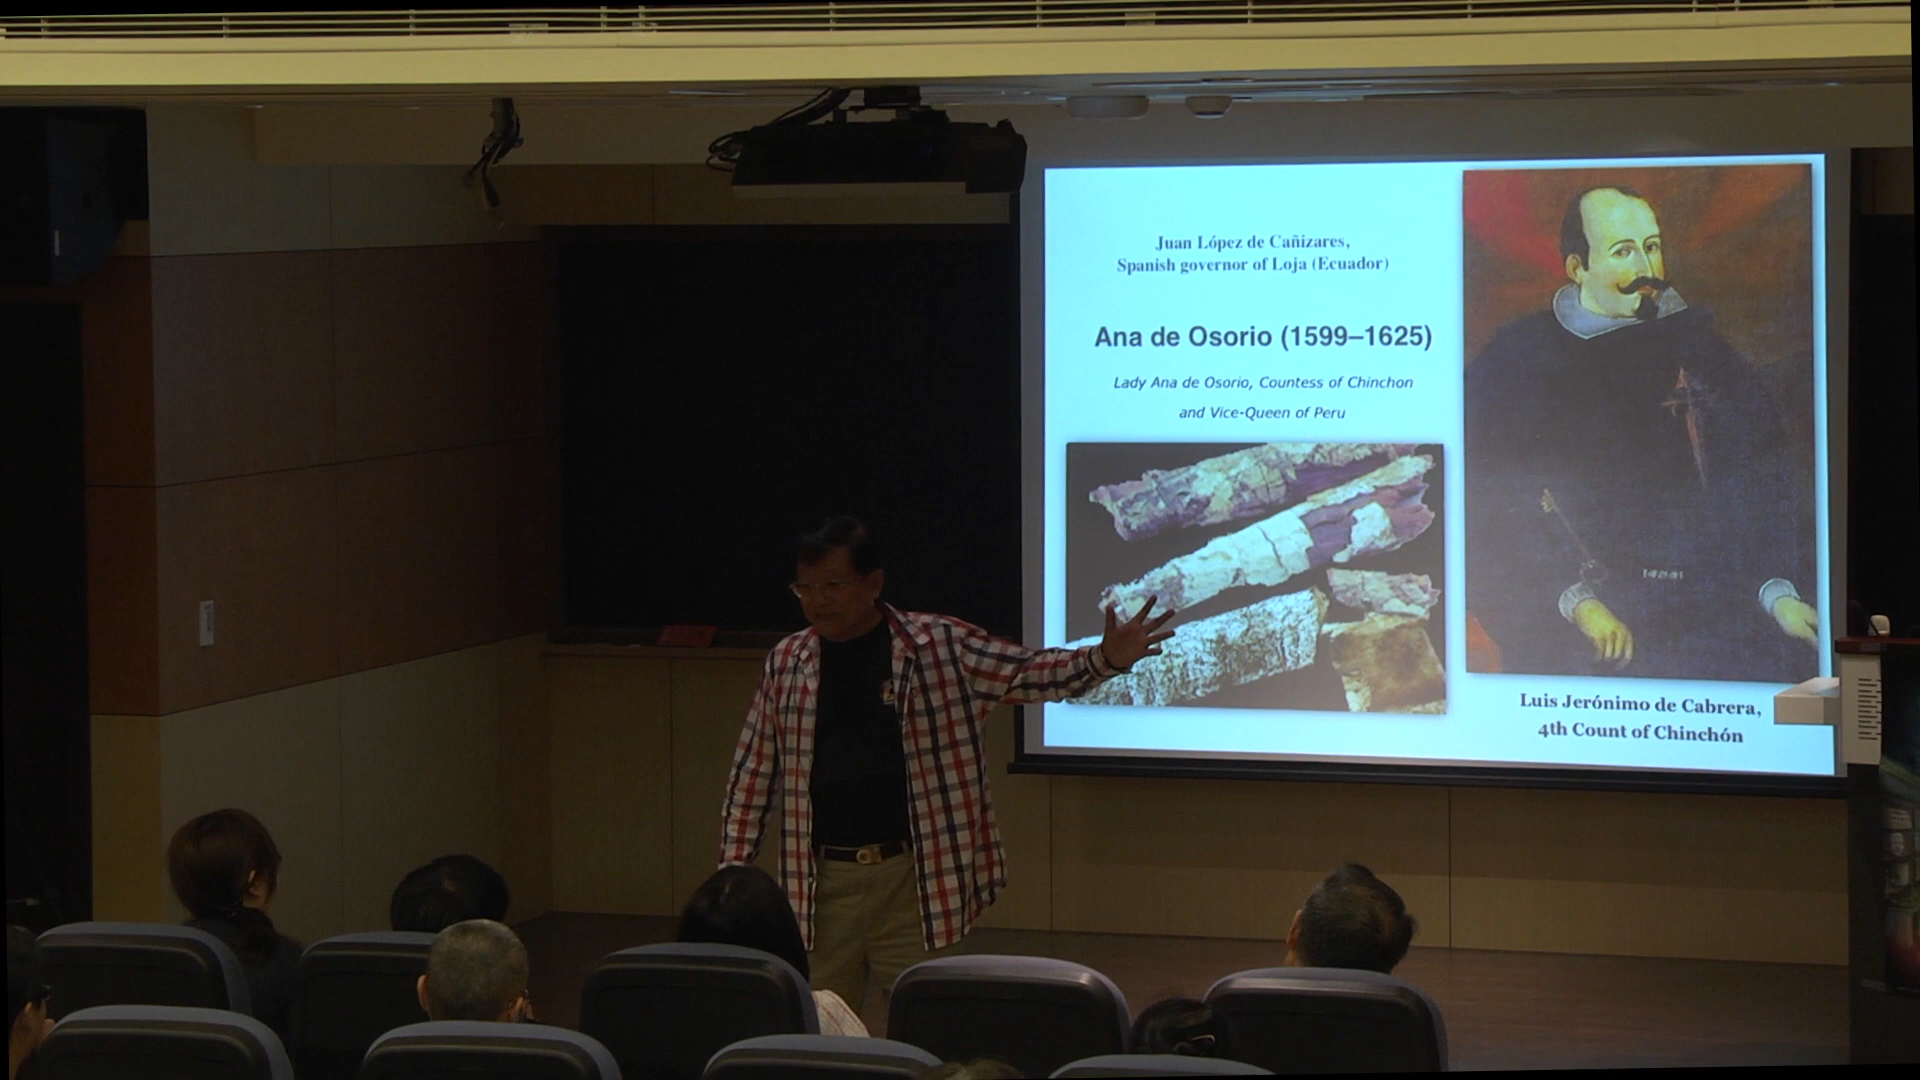 Juan López de Cañizares,
Spanish governor of Loja (Ecuador)
Ana de Osorio (1599–1625)
Lady Ana de Osorio, Countess of Chinchon
and Vice-Queen of Peru
Luis Jerónimo de Cabrera,
4th Count of Chinchón